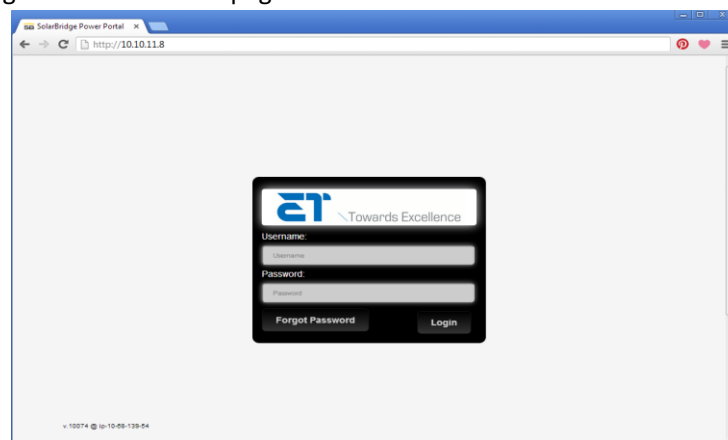 SolarBridge Power Portal
http://10.10.11.8
ET
Towards Excellence
Username:
Username
Password:
Password
Forgot Password
Login
v.10074 @ ip-10-68-139-64